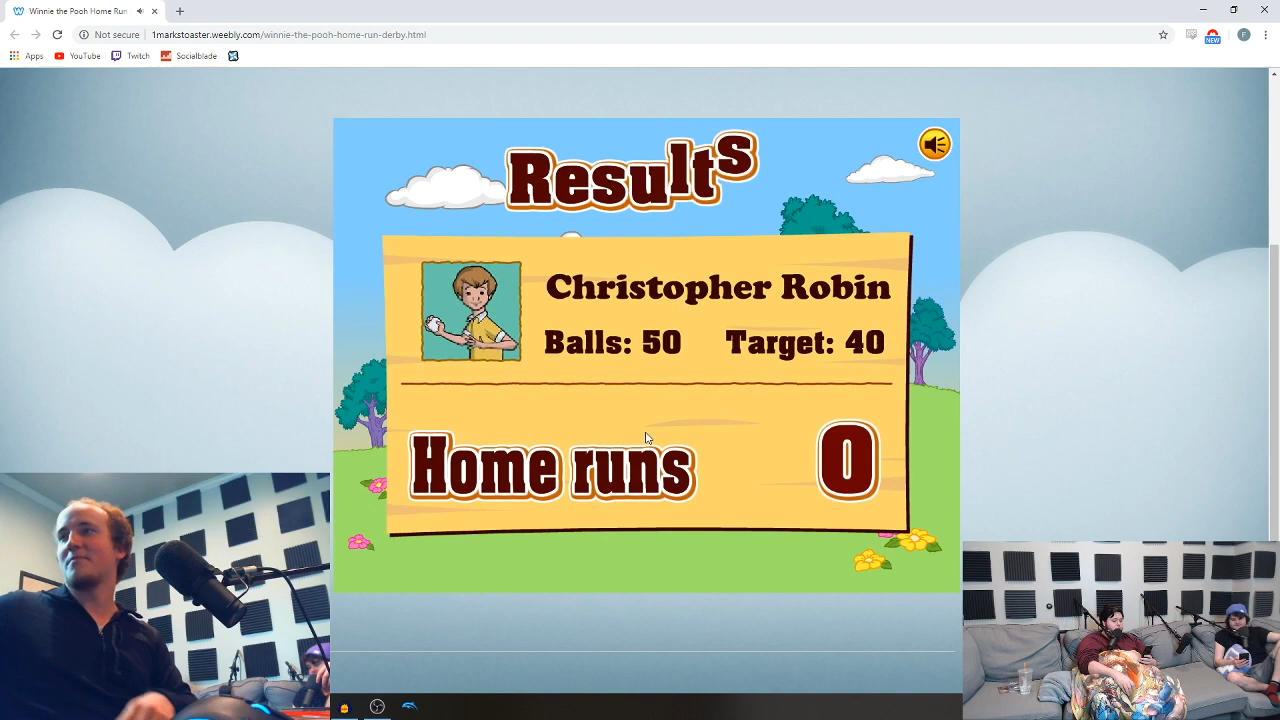 Winnie the Pooh Home Run
Not secure
1markstoaster.weebly.com/winnie-the-pooh-home-run-derby.html
NEW
F
Apps
YouTube
Twitch
Socialblade
Results
Christopher Robin
Balls: 50 Target: 40
Home runs 0